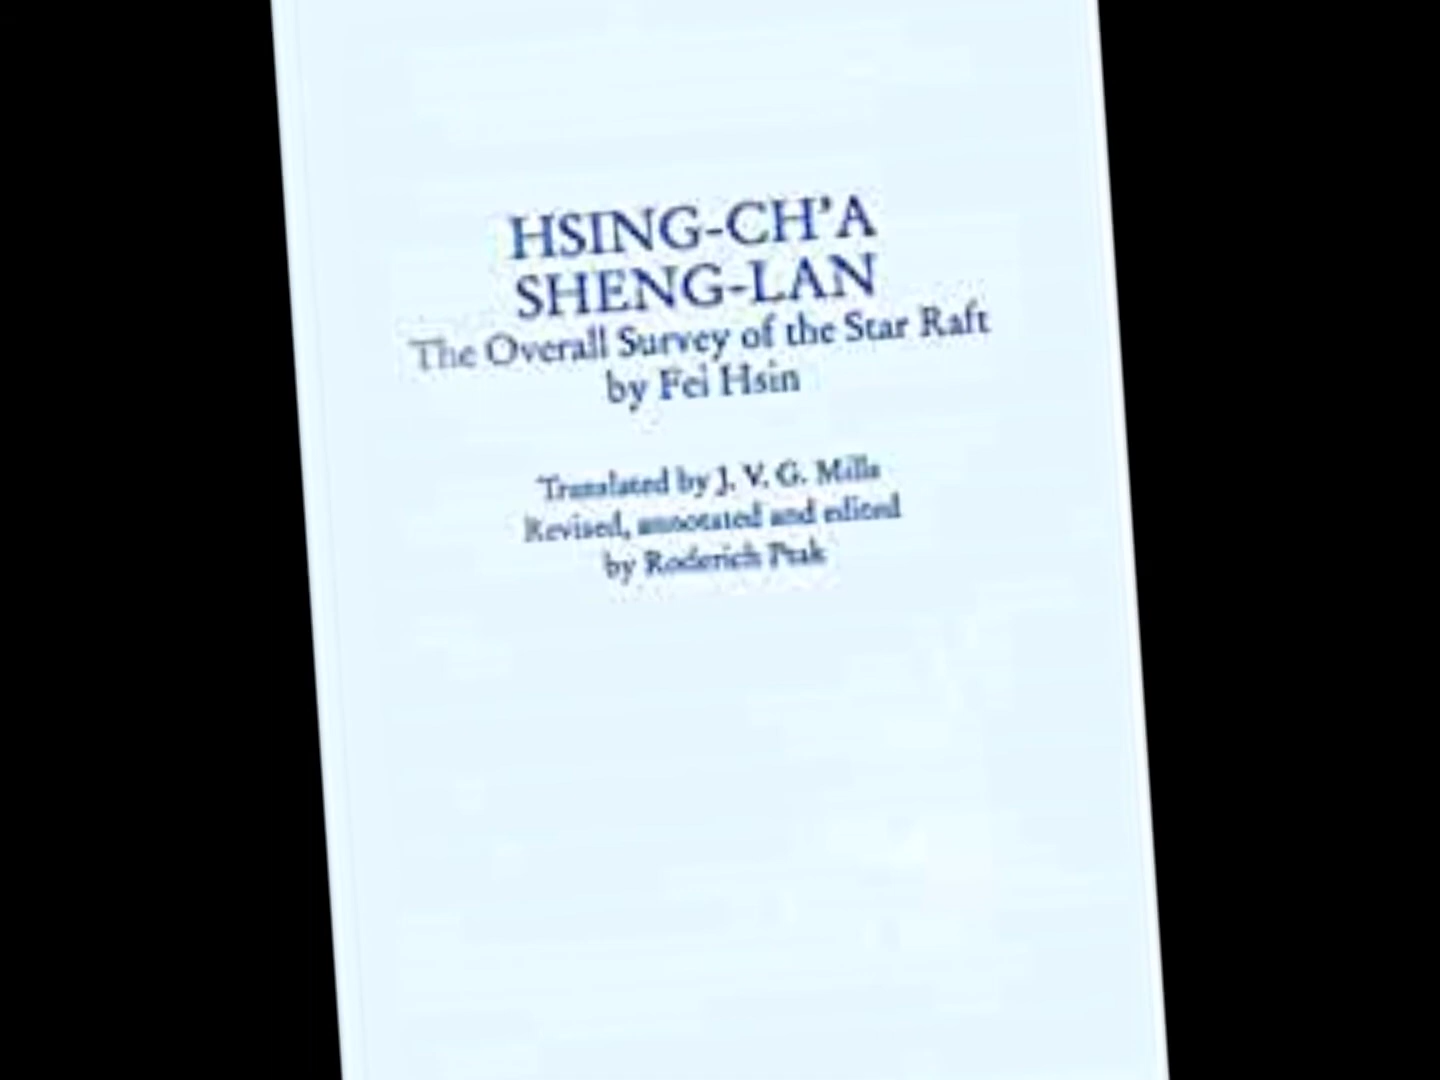 HSING-CH'A
SHENG-LAN
The Overall Survey of the Star Raft
by Fei Hsin
Translated by J. V. G. Mills
Revised, annotated and edited
by Roderich Ptak